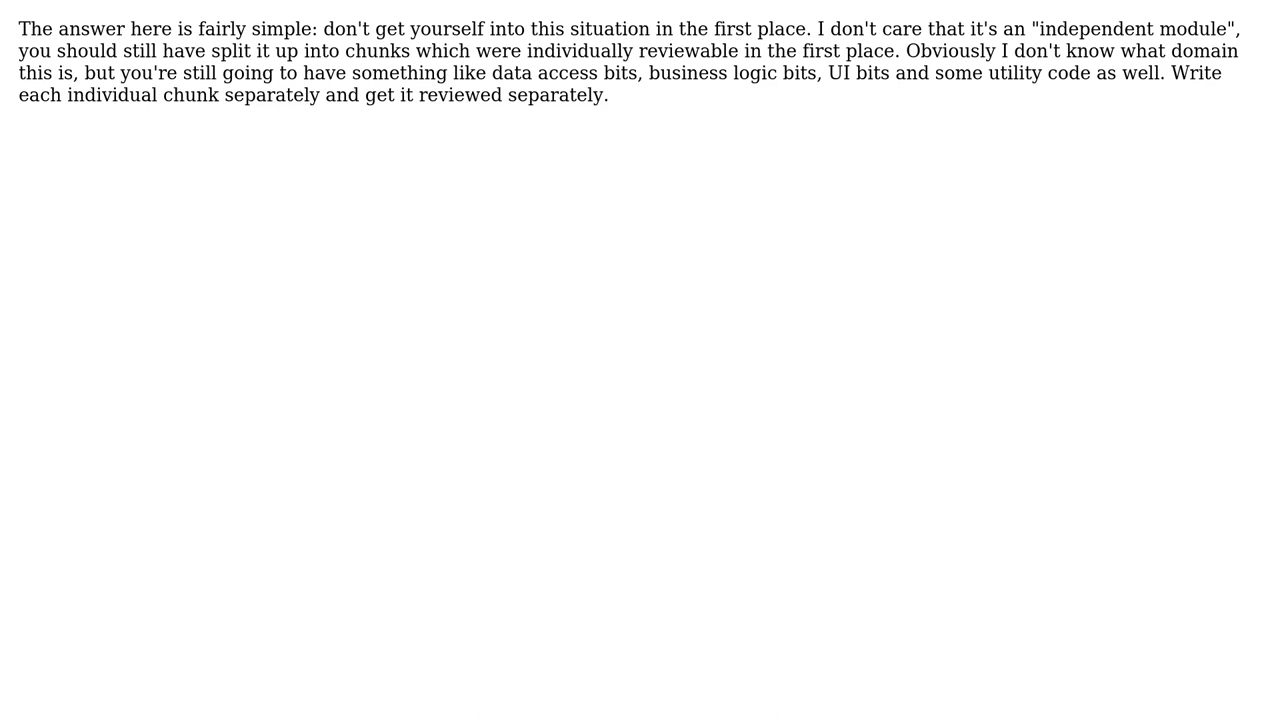 The answer here is fairly simple: don't get yourself into this situation in the first place. I don't care that it's an "independent module",
you should still have split it up into chunks which were individually reviewable in the first place. Obviously I don't know what domain
this is, but you're still going to have something like data access bits, business logic bits, UI bits and some utility code as well. Write
each individual chunk separately and get it reviewed separately.